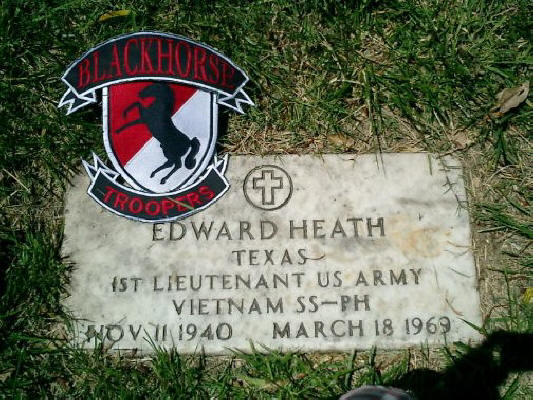 BLACKHORSE
TROOPERS
EDWARD HEATH
TEXAS
1ST LIEUTENANT US ARMY
VIETNAM SS-PH
NOV 11 1940 MARCH 18 1969